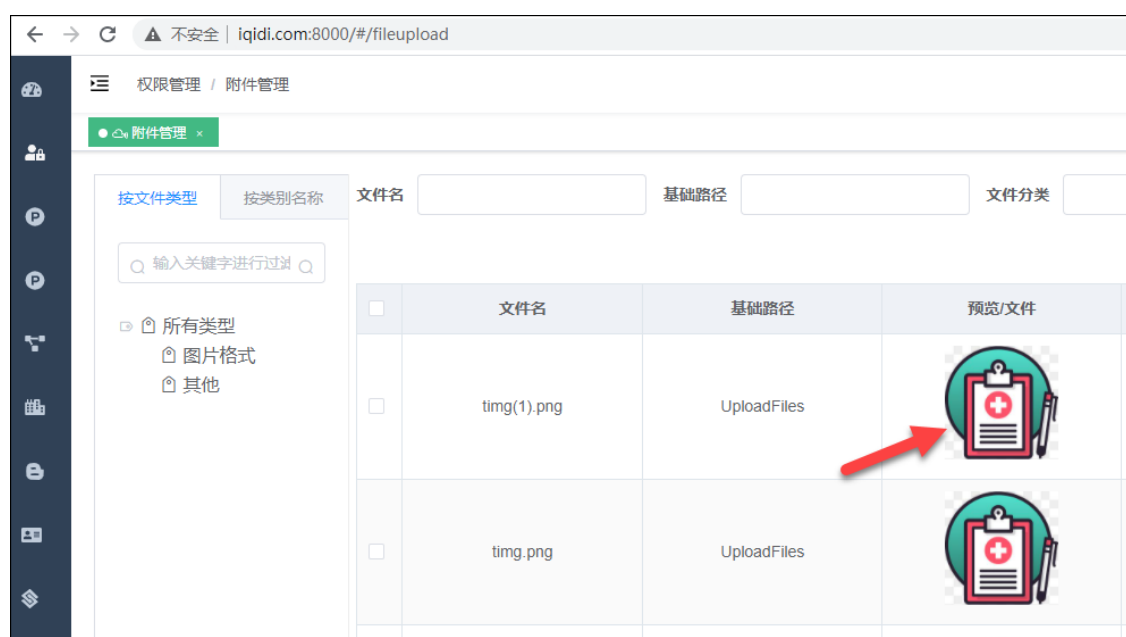 不安全 | iqidi.com:8000/#/fileupload
权限管理 / 附件管理
附件管理 ×
按文件类型 按类别名称 文件名 基础路径 文件分类
输入关键字进行过滤
文件名 基础路径 预览/文件
所有类型
图片格式
其他
timg(1).png UploadFiles
timg.png UploadFiles